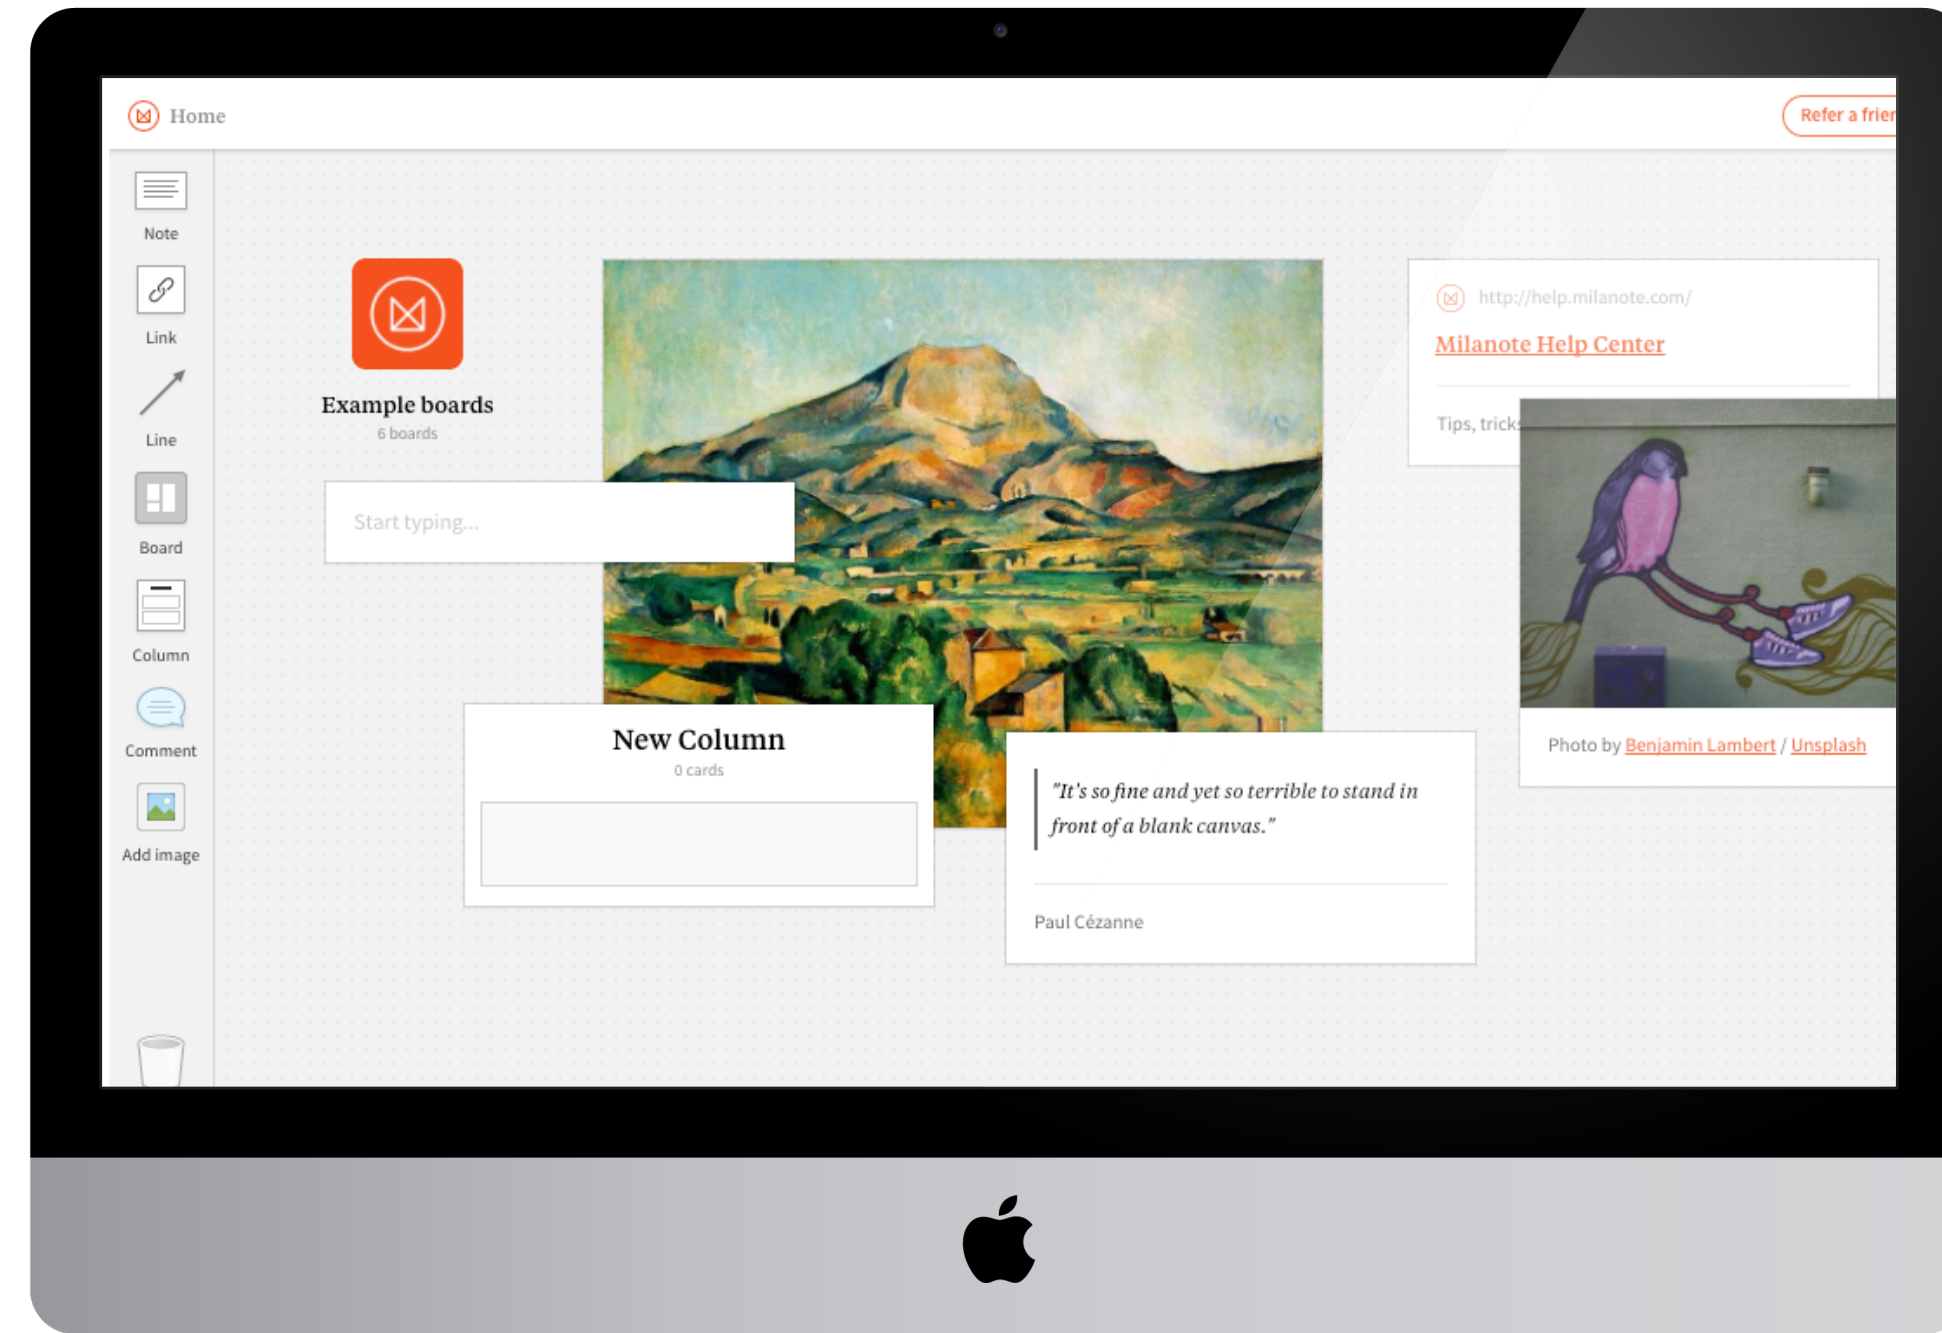 Home
Refer a
Note
Link
Line
Board
Column
Comment
Add image
Example boards
6 boards
Start typing...
New Column
0 cards
"It's so fine and yet so terrible to stand in
front of a blank canvas."
Paul Cézanne
http://help.milanote.com/
Milanote Help Center
Tips, tricks
Photo by Benjamin Lambert / Unsplash